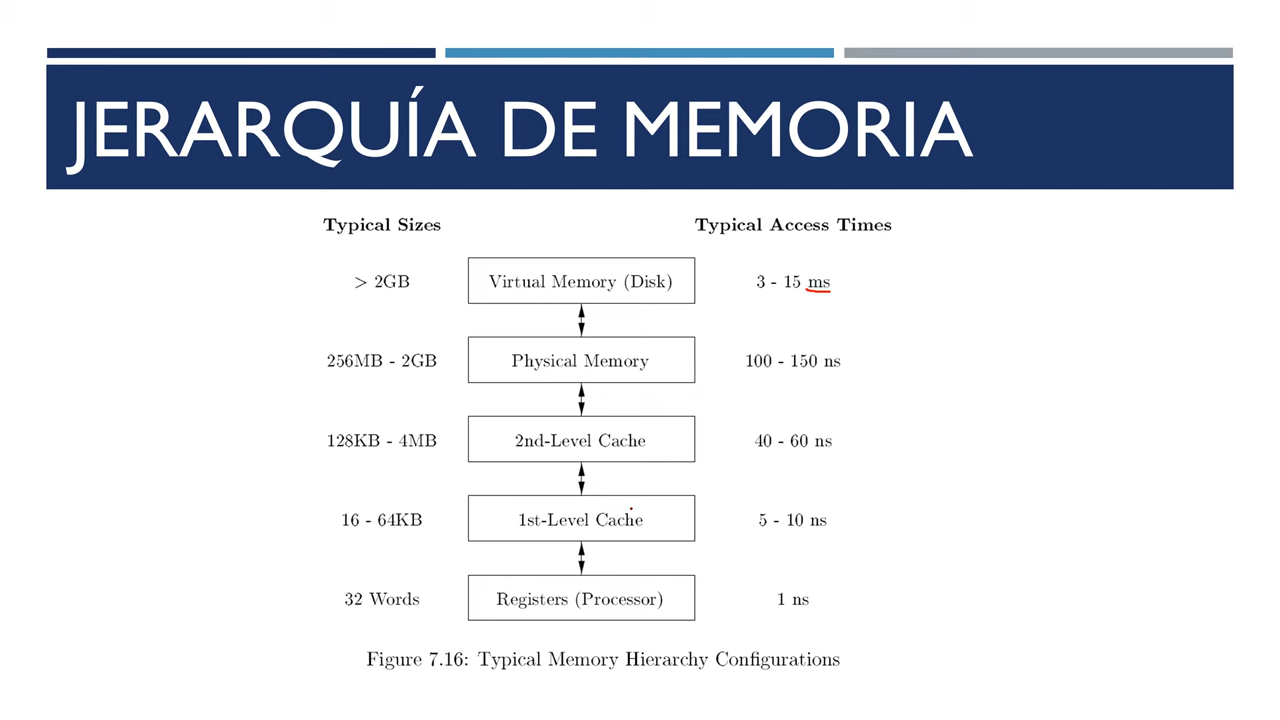 JERARQUÍA DE MEMORIA
Typical Sizes Typical Access Times
> 2GB Virtual Memory (Disk) 3 - 15 ms
256MB - 2GB Physical Memory 100 - 150 ns
128KB - 4MB 2nd-Level Cache 40 - 60 ns
16 - 64KB 1st-Level Cache 5 - 10 ns
32 Words Registers (Processor) 1 ns
Figure 7.16: Typical Memory Hierarchy Configurations